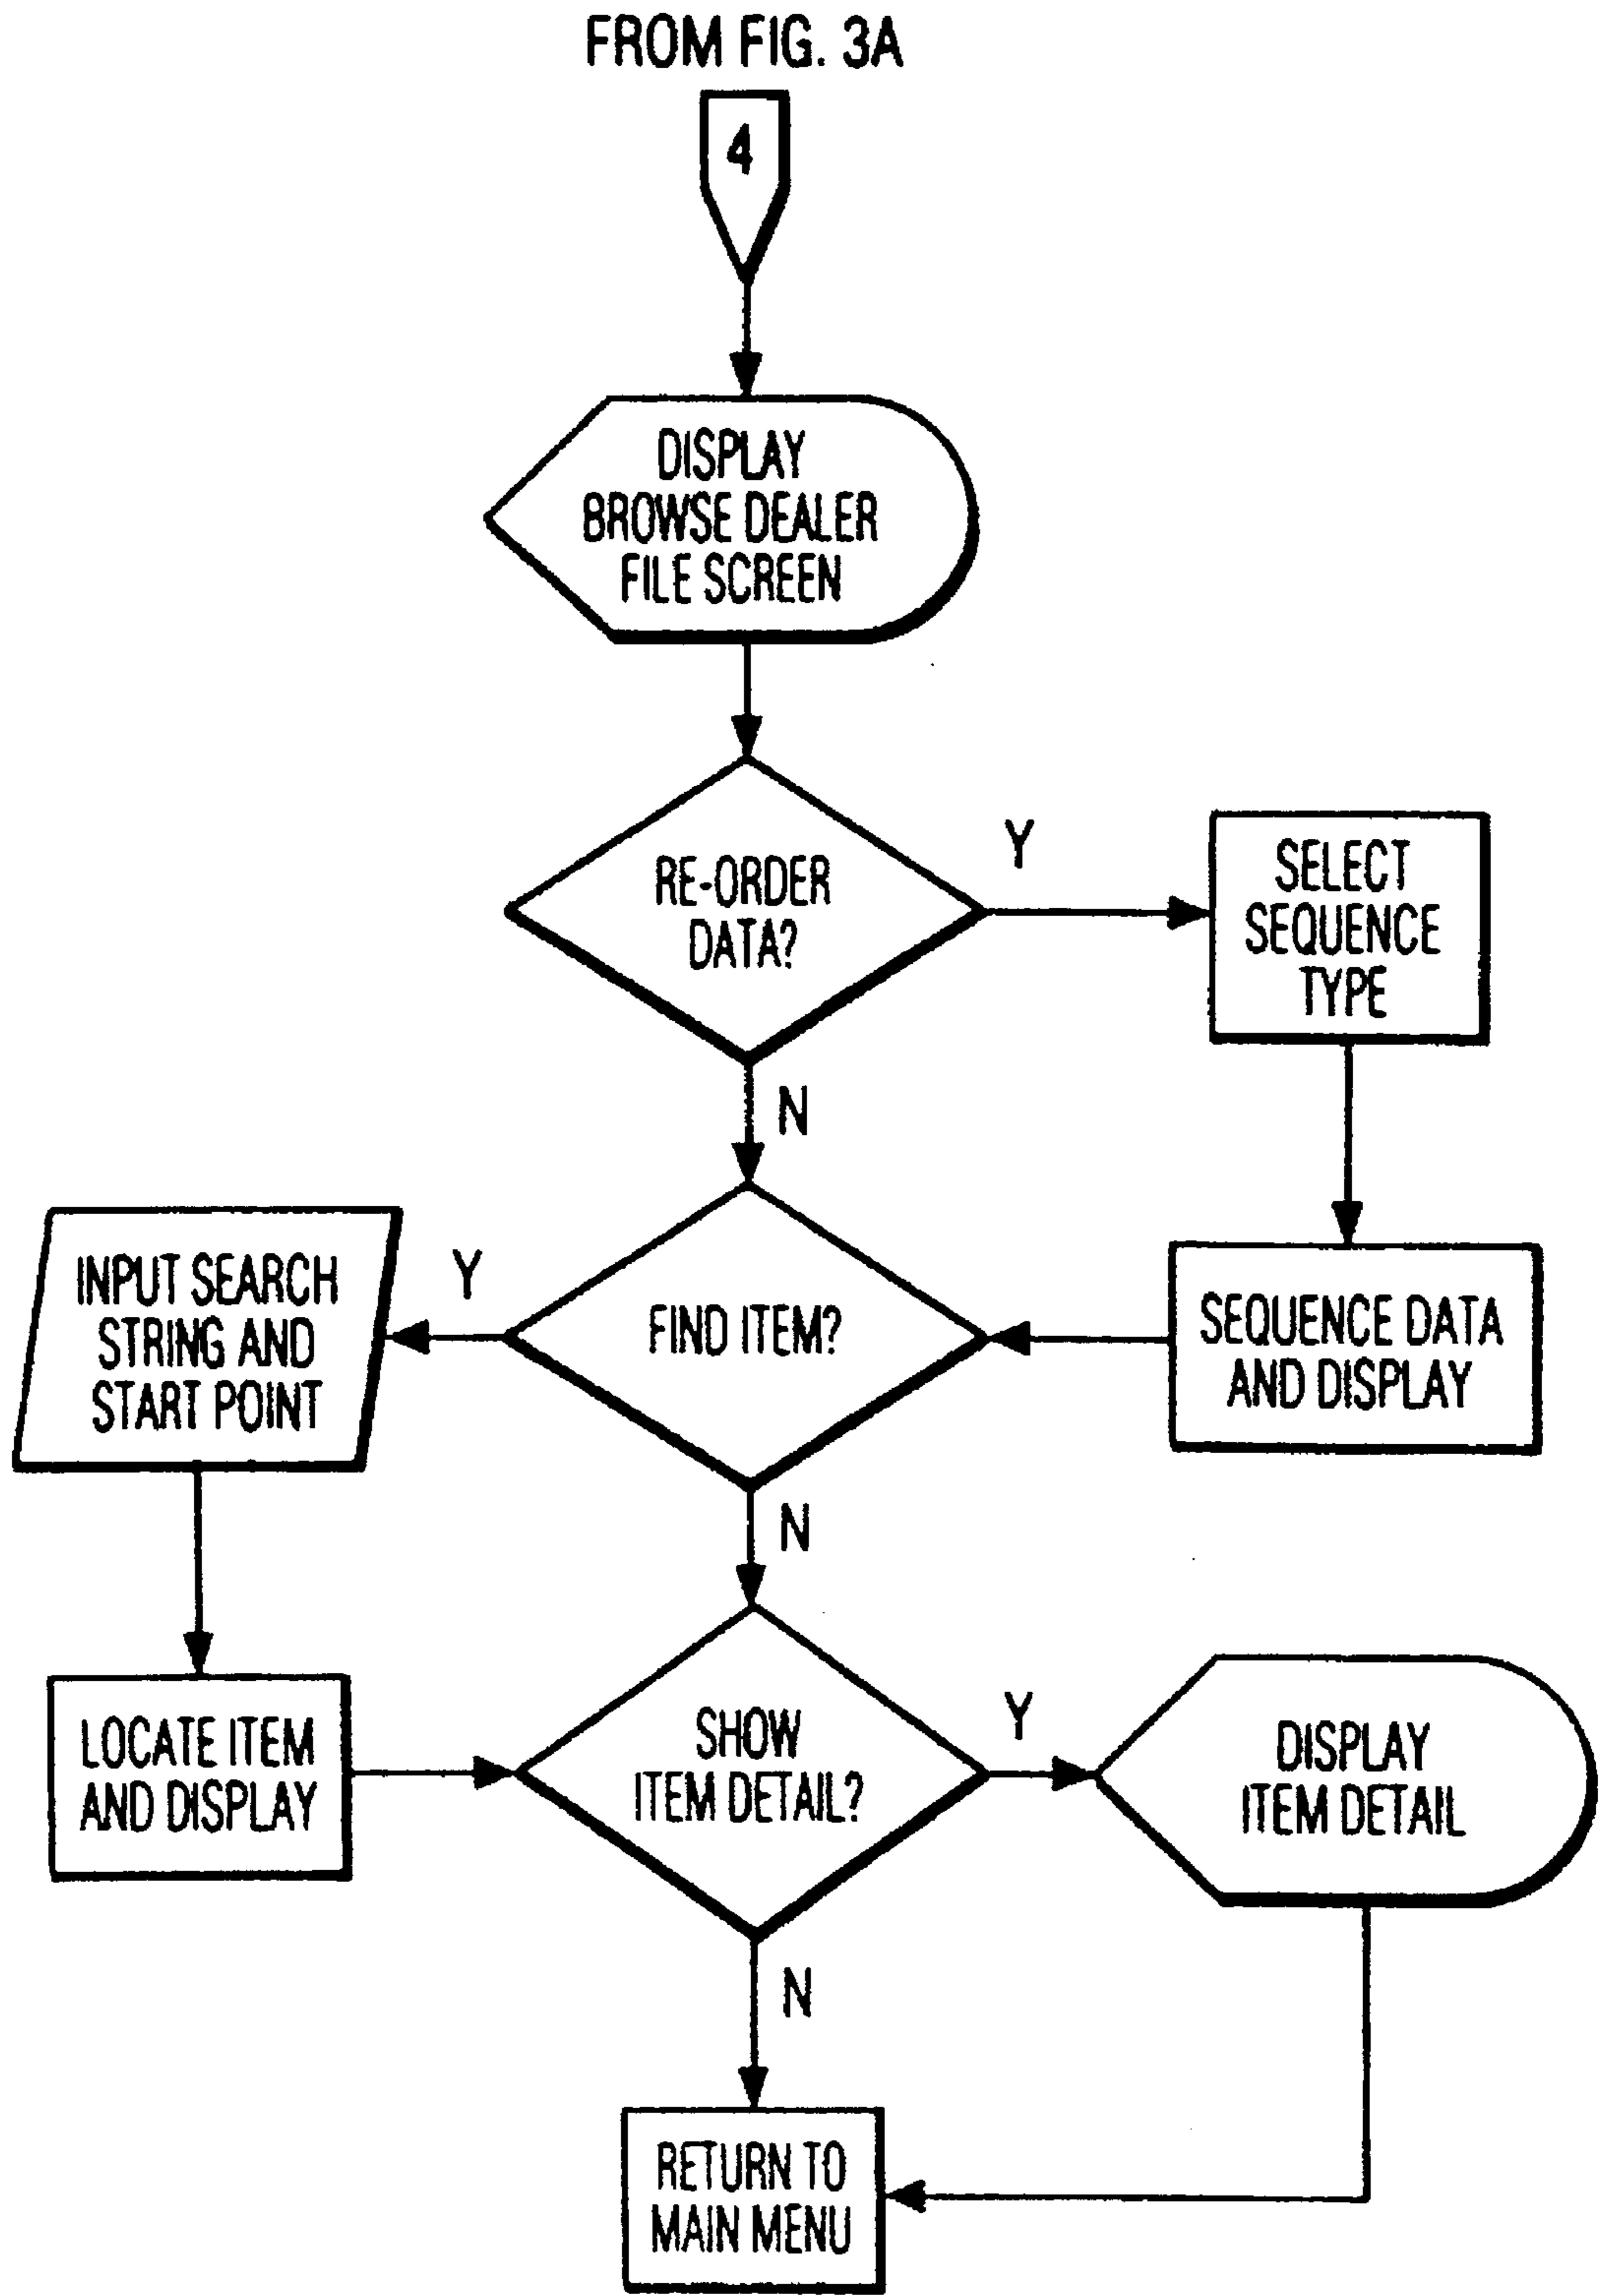 FROM FIG. 3A
4
DISPLAY
BROWSE DEALER
FILE SCREEN
RE-ORDER
DATA?
Y
SELECT
SEQUENCE
TYPE
N
INPUT SEARCH
STRING AND
START POINT
Y
FIND ITEM?
SEQUENCE DATA
AND DISPLAY
N
LOCATE ITEM
AND DISPLAY
SHOW
ITEM DETAIL?
Y
DISPLAY
ITEM DETAIL
N
RETURN TO
MAIN MENU